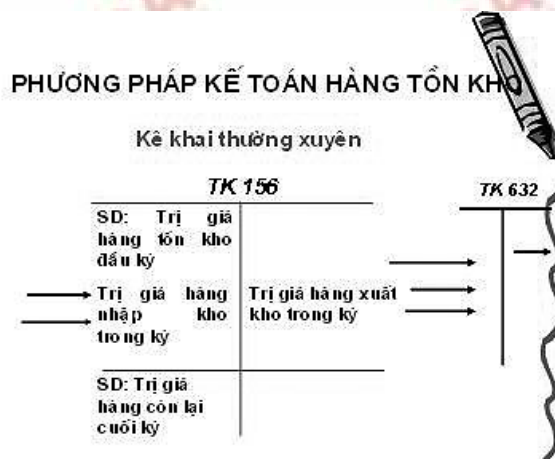 PHƯƠNG PHÁP KẾ TOÁN HÀNG TỒN KHO
Kê khai thường xuyên
TK 156
TK 632
SD: Trị giá
hàng tồn kho
đầu kỳ
Trị giá hàng
nhập kho
trong kỳ
Trị giá hàng xuất
kho trong kỳ
SD: Trị giá
hàng còn lại
cuối kỳ